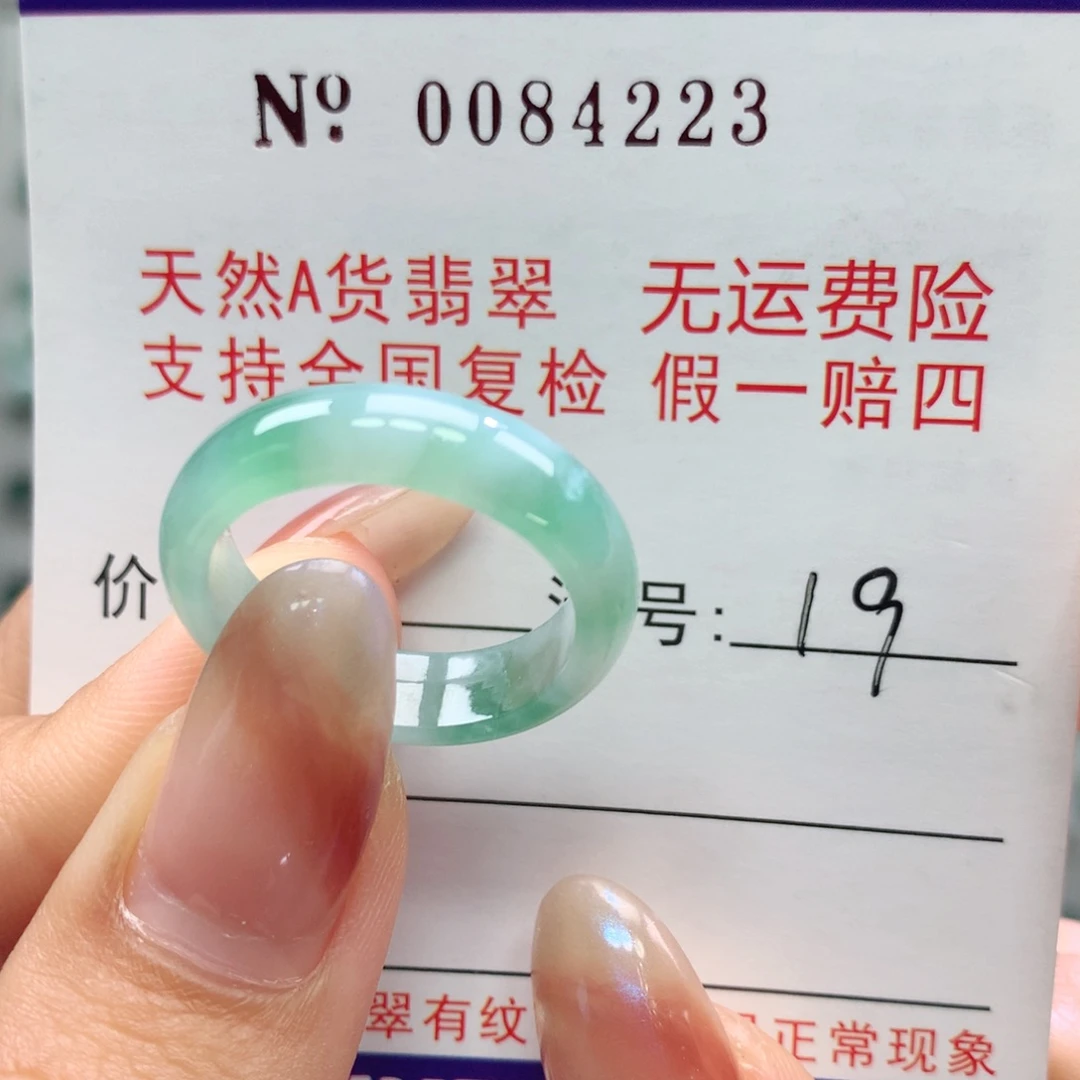 Nº 0084223
天然A货翡翠 无运费险
支持全国复检 假一赔四
价 号: 19
翠有纹 正常现象